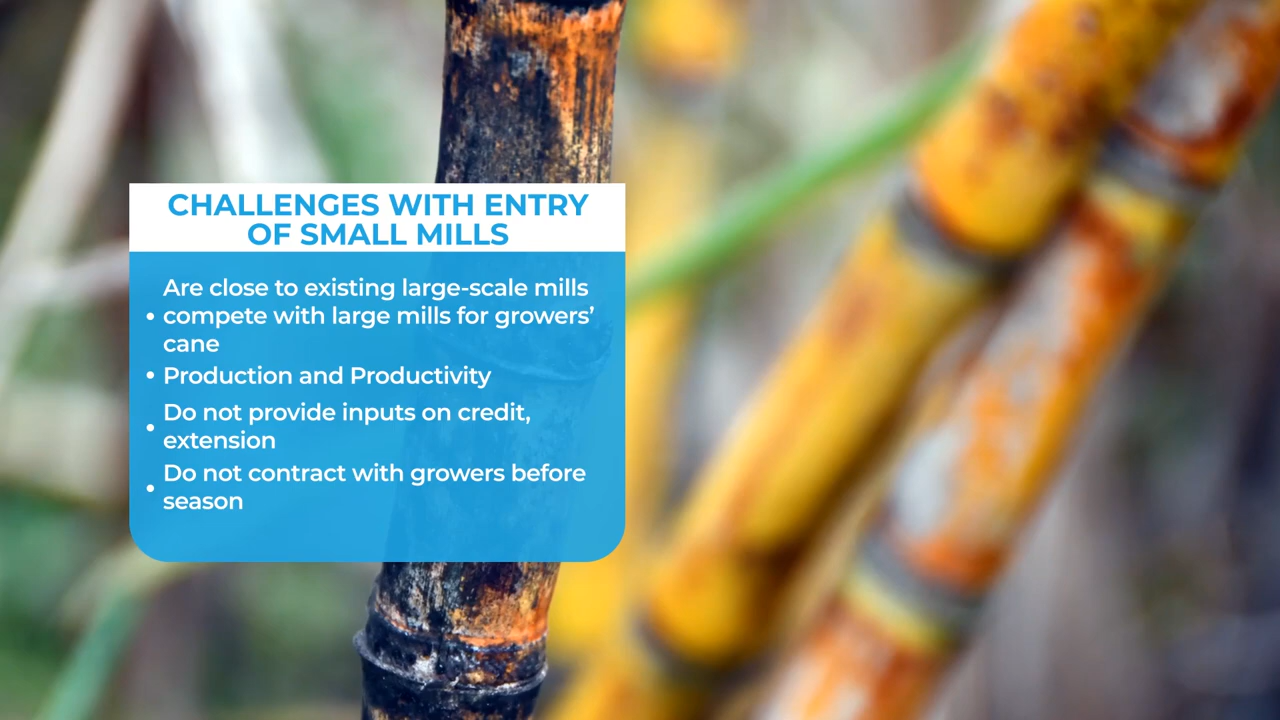 CHALLENGES WITH ENTRY
OF SMALL MILLS
Are close to existing large-scale mills
• compete with large mills for growers’
cane
• Production and Productivity
• Do not provide inputs on credit,
extension
• Do not contract with growers before
season